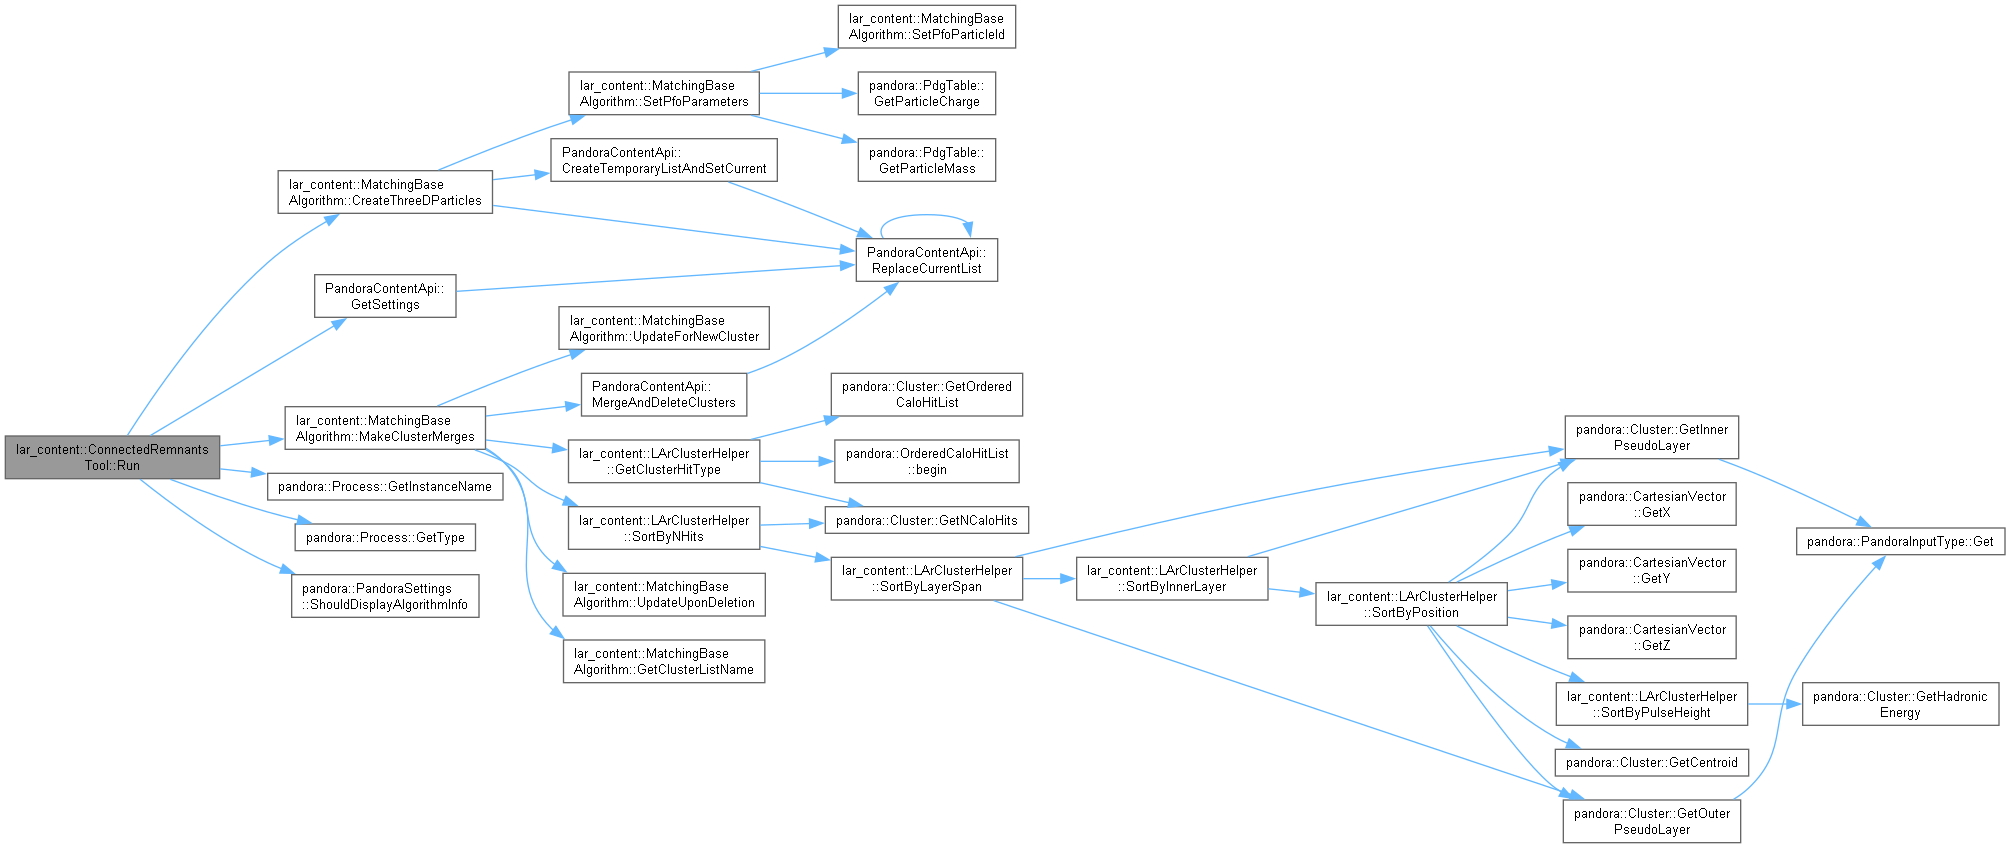 lar_content::ConnectedRemnants
Tool::Run
lar_content::MatchingBase
Algorithm::CreateThreeDParticles
lar_content::MatchingBase
Algorithm::SetPfoParameters
lar_content::MatchingBase
Algorithm::SetPfoParticleId
pandora::PdgTable::
GetParticleCharge
pandora::PdgTable::
GetParticleMass
PandoraContentApi::
CreateTemporaryListAndSetCurrent
PandoraContentApi::
ReplaceCurrentList
PandoraContentApi::
GetSettings
lar_content::MatchingBase
Algorithm::MakeClusterMerges
lar_content::MatchingBase
Algorithm::UpdateForNewCluster
PandoraContentApi::
MergeAndDeleteClusters
lar_content::LArClusterHelper
::GetClusterHitType
pandora::Cluster::GetOrdered
CaloHitList
pandora::OrderedCaloHitList
::begin
pandora::Cluster::GetNCaloHits
lar_content::LArClusterHelper
::SortByNHits
lar_content::LArClusterHelper
::SortByLayerSpan
lar_content::LArClusterHelper
::SortByInnerLayer
lar_content::LArClusterHelper
::SortByPosition
pandora::Cluster::GetInner
PseudoLayer
pandora::CartesianVector
::GetX
pandora::CartesianVector
::GetY
pandora::CartesianVector
::GetZ
lar_content::LArClusterHelper
::SortByPulseHeight
pandora::Cluster::GetCentroid
pandora::Cluster::GetOuter
PseudoLayer
pandora::PandoraInputType::Get
pandora::Cluster::GetHadronic
Energy
lar_content::MatchingBase
Algorithm::UpdateUponDeletion
lar_content::MatchingBase
Algorithm::GetClusterListName
pandora::Process::GetInstanceName
pandora::Process::GetType
pandora::PandoraSettings
::ShouldDisplayAlgorithmInfo